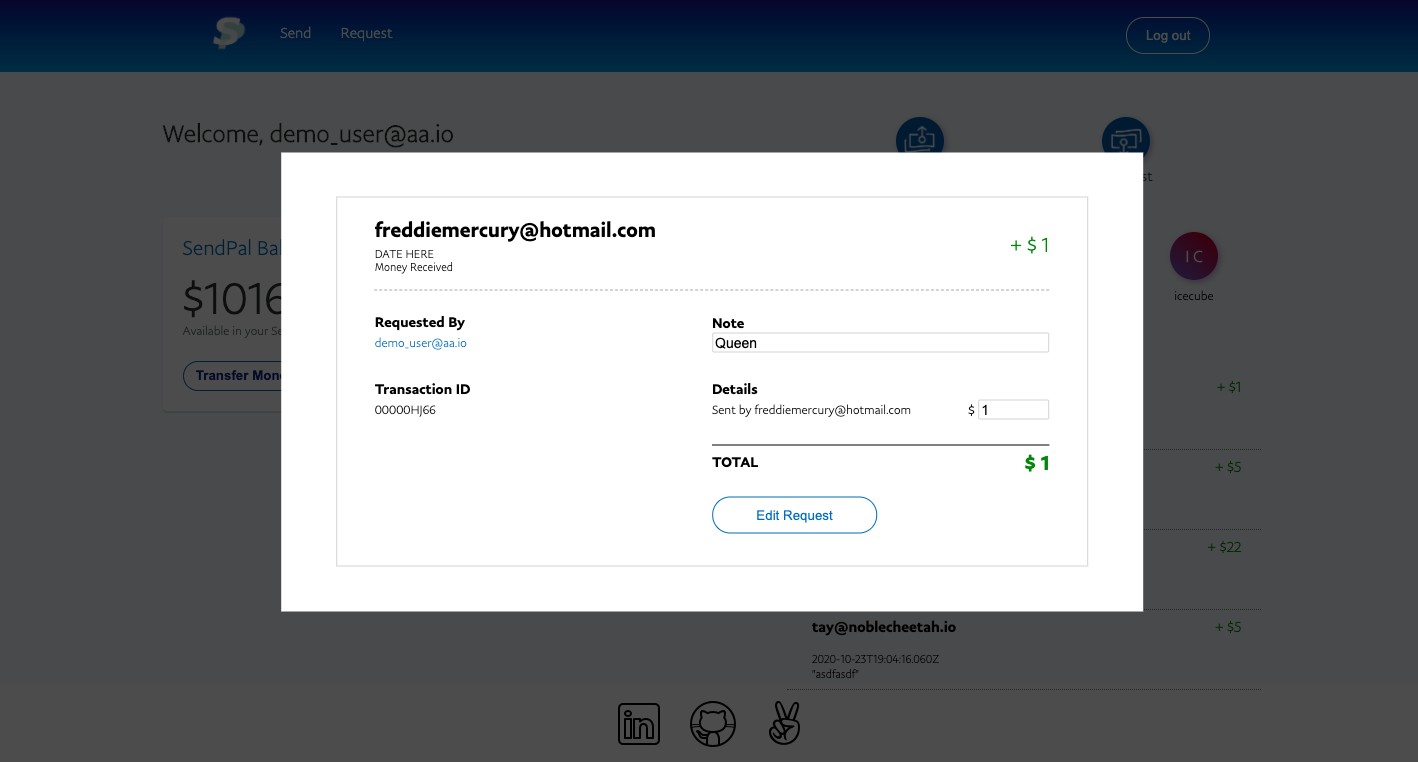 Send Request Log out
Welcome, demo_user@aa.io
st
freddiemercury@hotmail.com
DATE HERE
Money Received
+ $ 1
SendPal Bal
$1016
Available in your Se
Transfer Mon
I C
icecube
Requested By
demo_user@aa.io
Note
Queen
Transaction ID
00000HJ66
Details
Sent by freddiemercury@hotmail.com $ 1
TOTAL $ 1
Edit Request
+ $1
+ $5
+ $22
tay@noblecheetah.io + $5
2020-10-23T19:04:16.060Z
"asdfasdf"
in